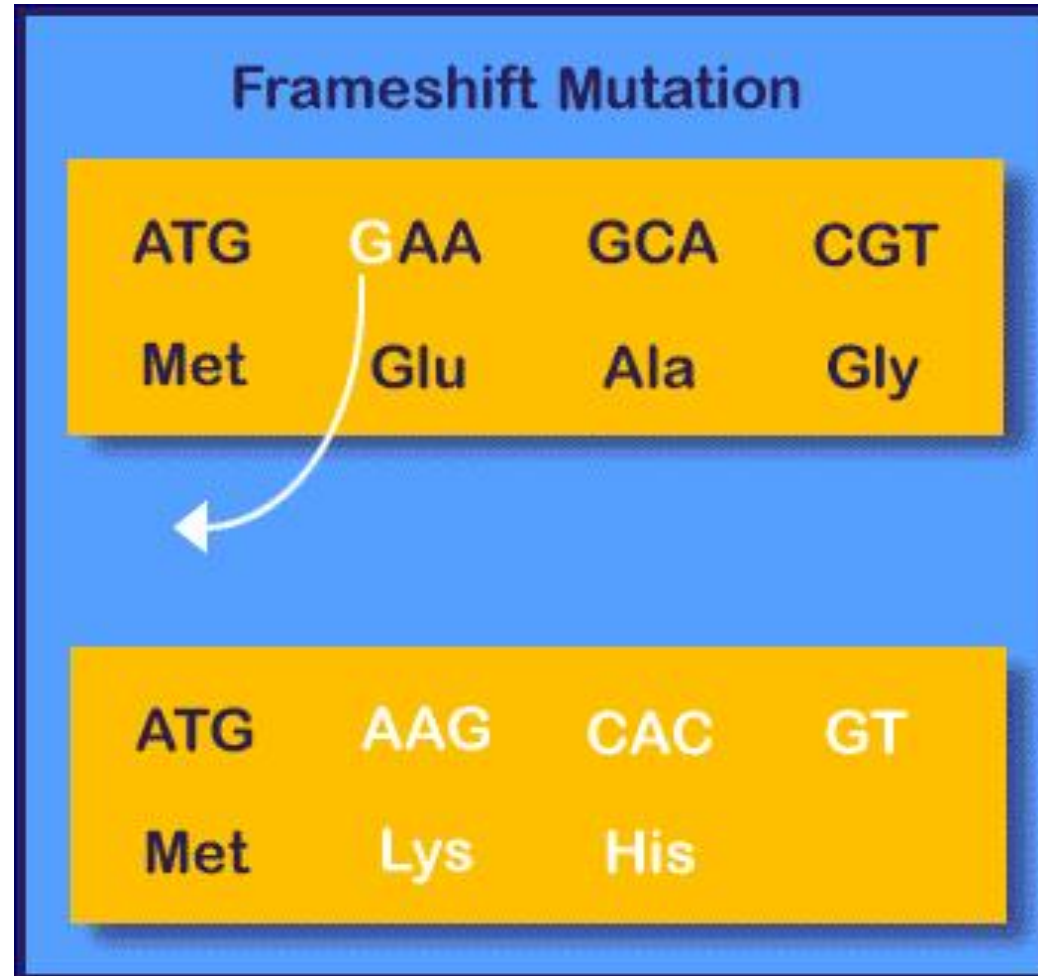 Frameshift Mutation
ATG GAA GCA CGT
Met Glu Ala Gly
ATG AAG CAC GT
Met Lys His